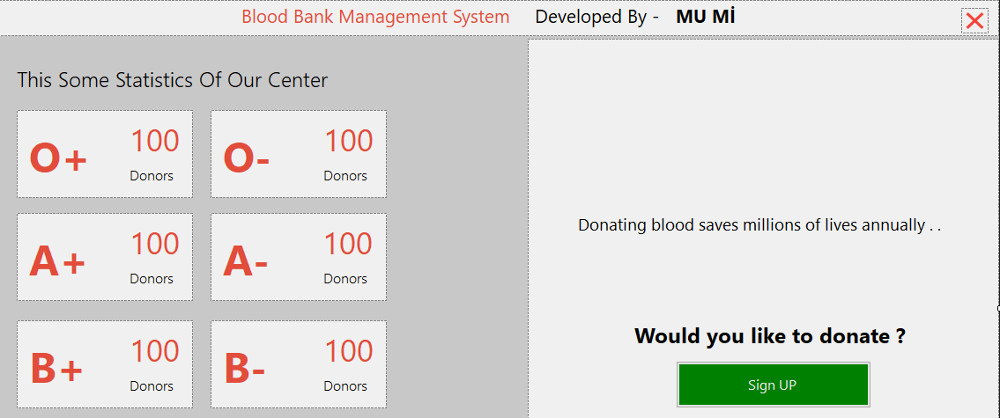 Blood Bank Management System Developed By - MU Mİ
This Some Statistics Of Our Center
O+ 100 Donors
O- 100 Donors
A+ 100 Donors
A- 100 Donors
B+ 100 Donors
B- 100 Donors
Donating blood saves millions of lives annually . .
Would you like to donate ?
Sign UP